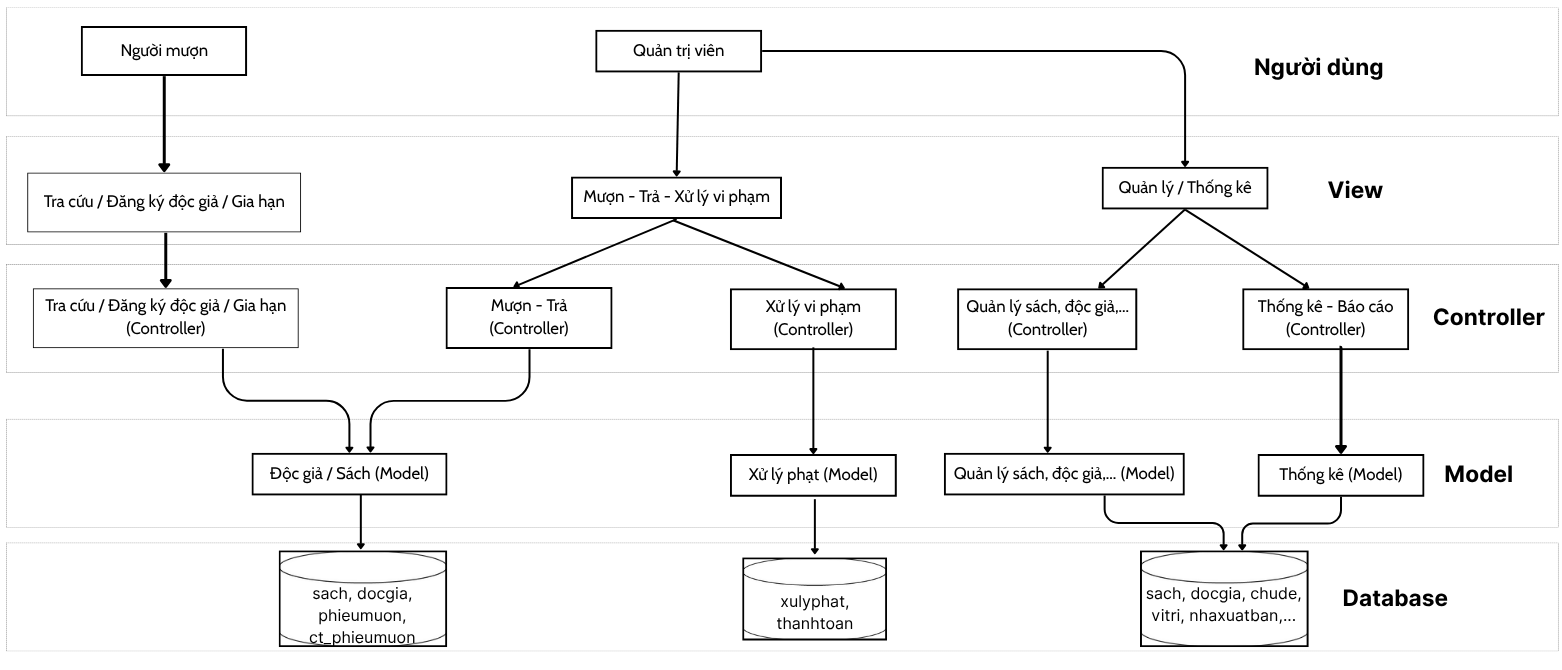 Người mượn
Quản trị viên
Người dùng
Tra cứu / Đăng ký độc giả / Gia hạn
Mượn - Trả - Xử lý vi phạm
Quản lý / Thống kê
View
Tra cứu / Đăng ký độc giả / Gia hạn
(Controller)
Mượn - Trả
(Controller)
Xử lý vi phạm
(Controller)
Quản lý sách, độc giả,...
(Controller)
Thống kê - Báo cáo
(Controller)
Controller
Độc giả / Sách (Model)
Xử lý phạt (Model)
Quản lý sách, độc giả,... (Model)
Thống kê (Model)
Model
sach, docgia,
phieumuon,
ct_phieumuon
xulyphat,
thanhtoan
sach, docgia, chude,
vitri, nhaxuatban,...
Database